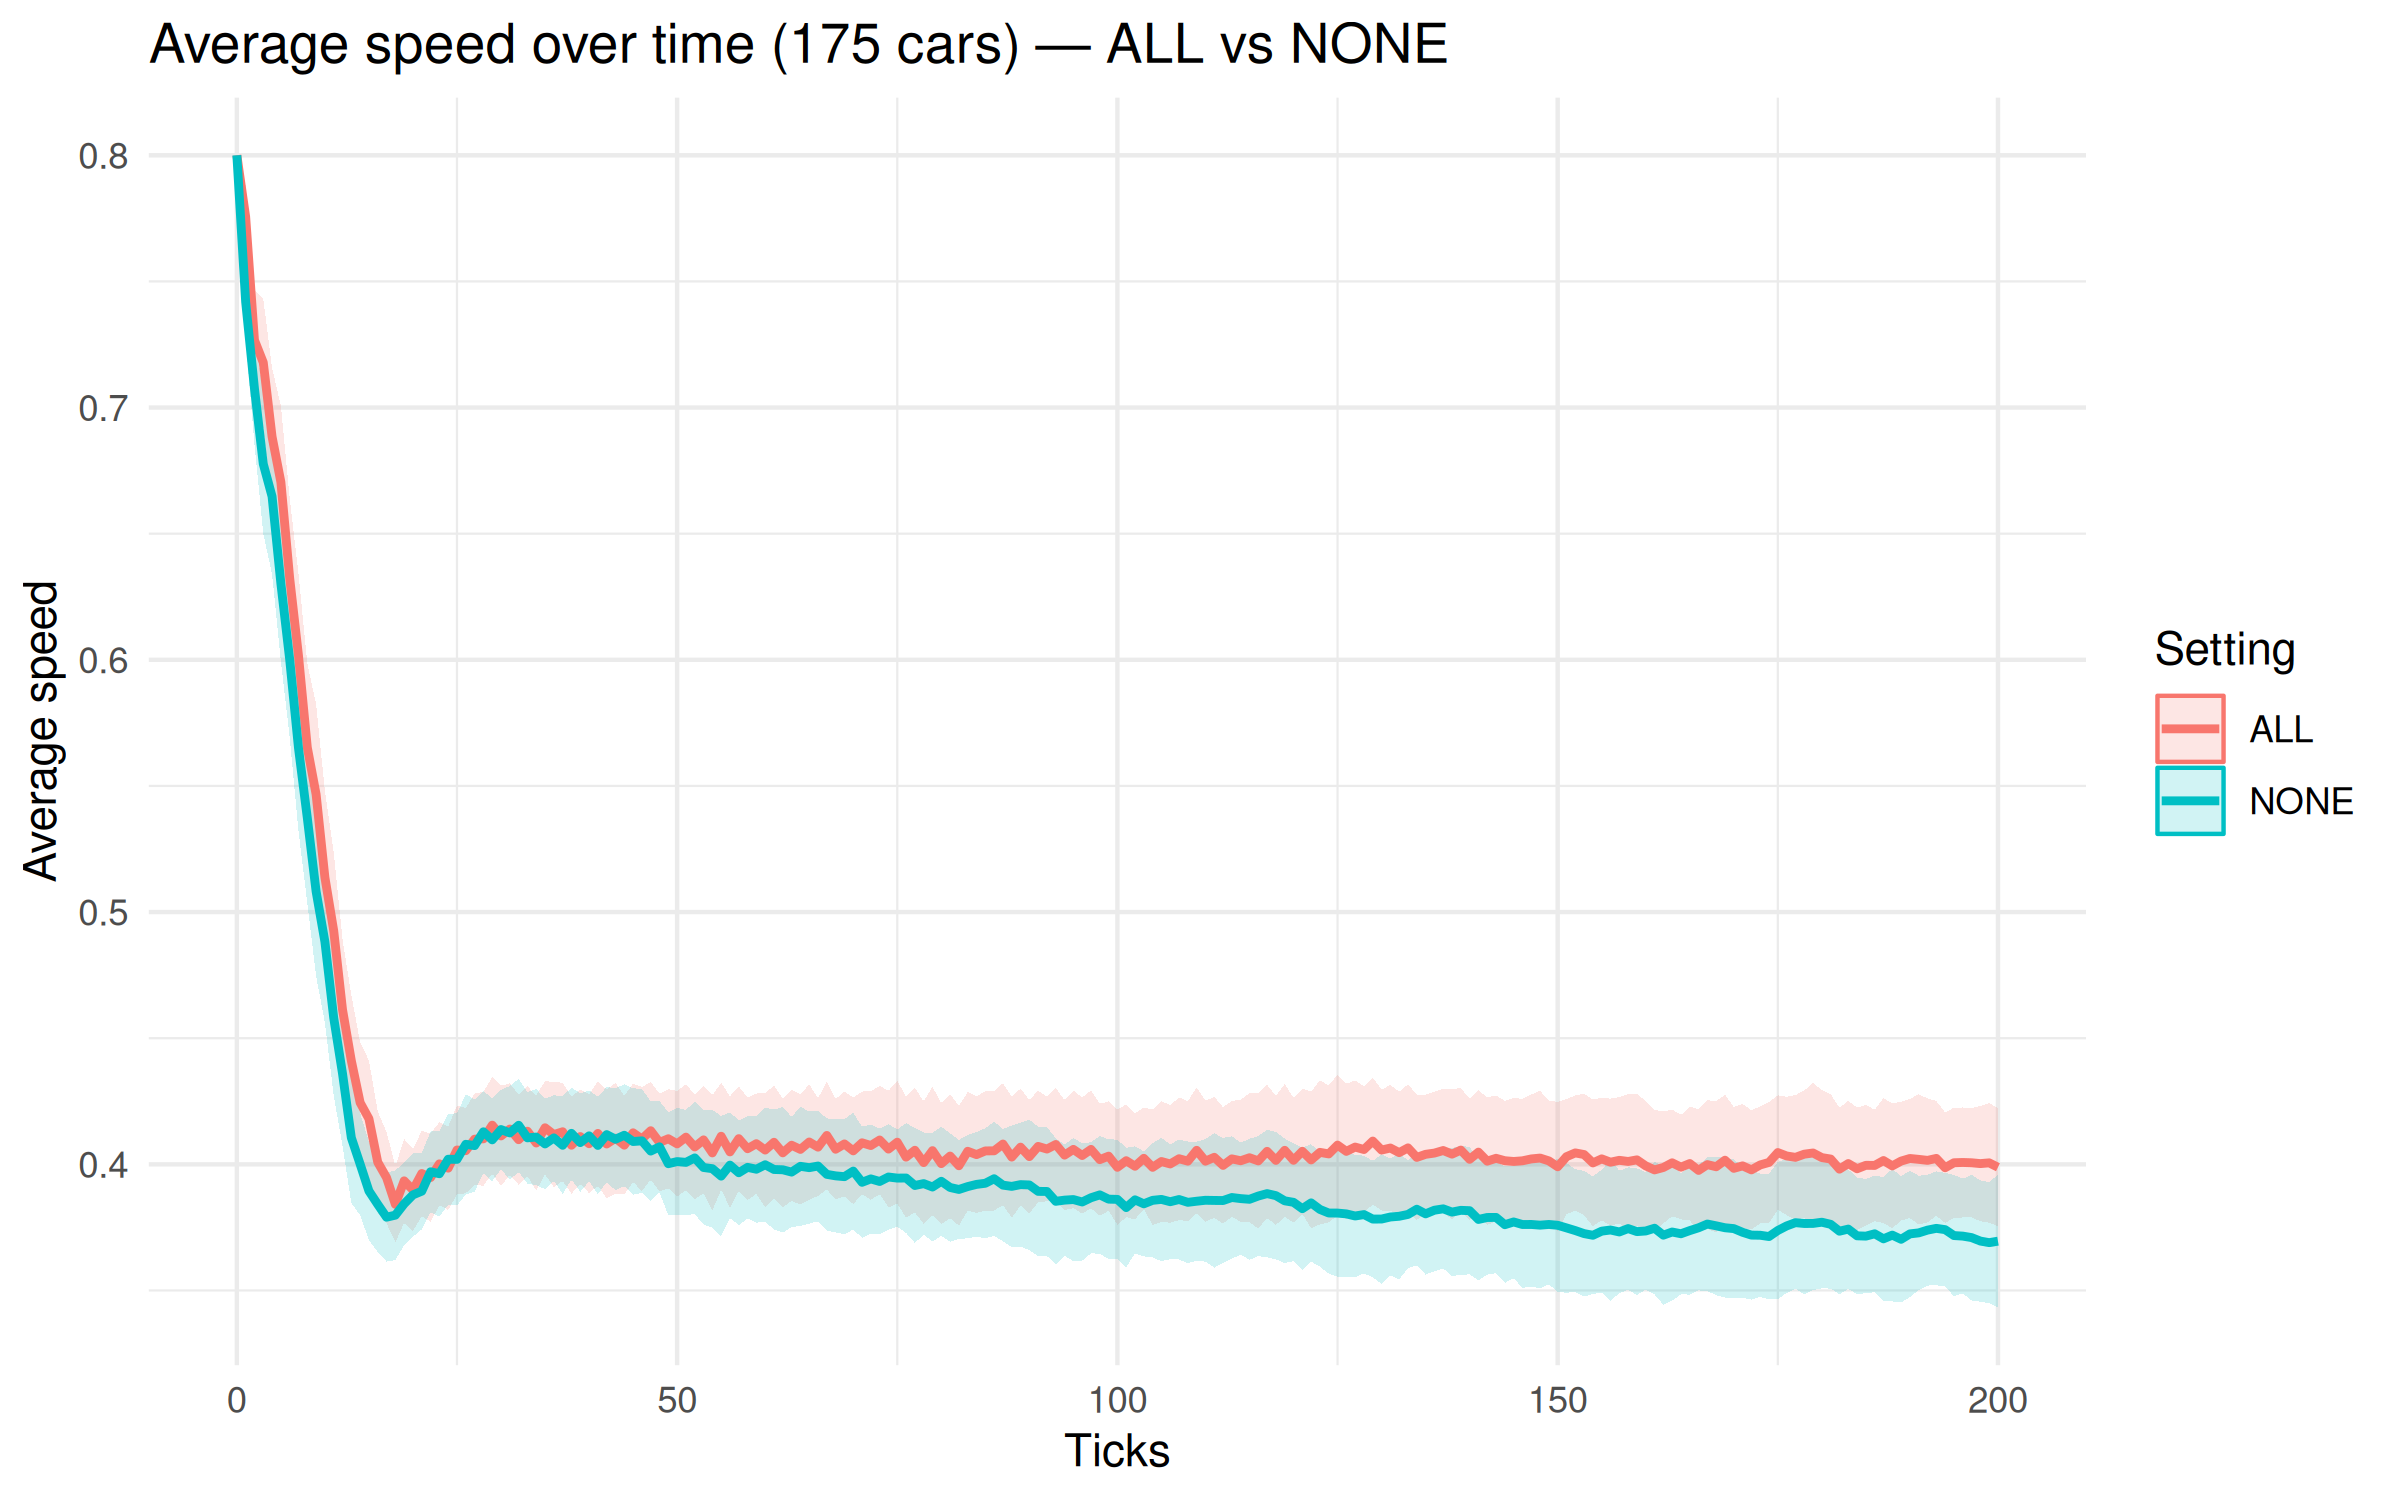 Average speed over time (175 cars) — ALL vs NONE
0.8
0.7
0.6
0.5
0.4
Average speed
0
50
100
150
200
Ticks
Setting
ALL
NONE